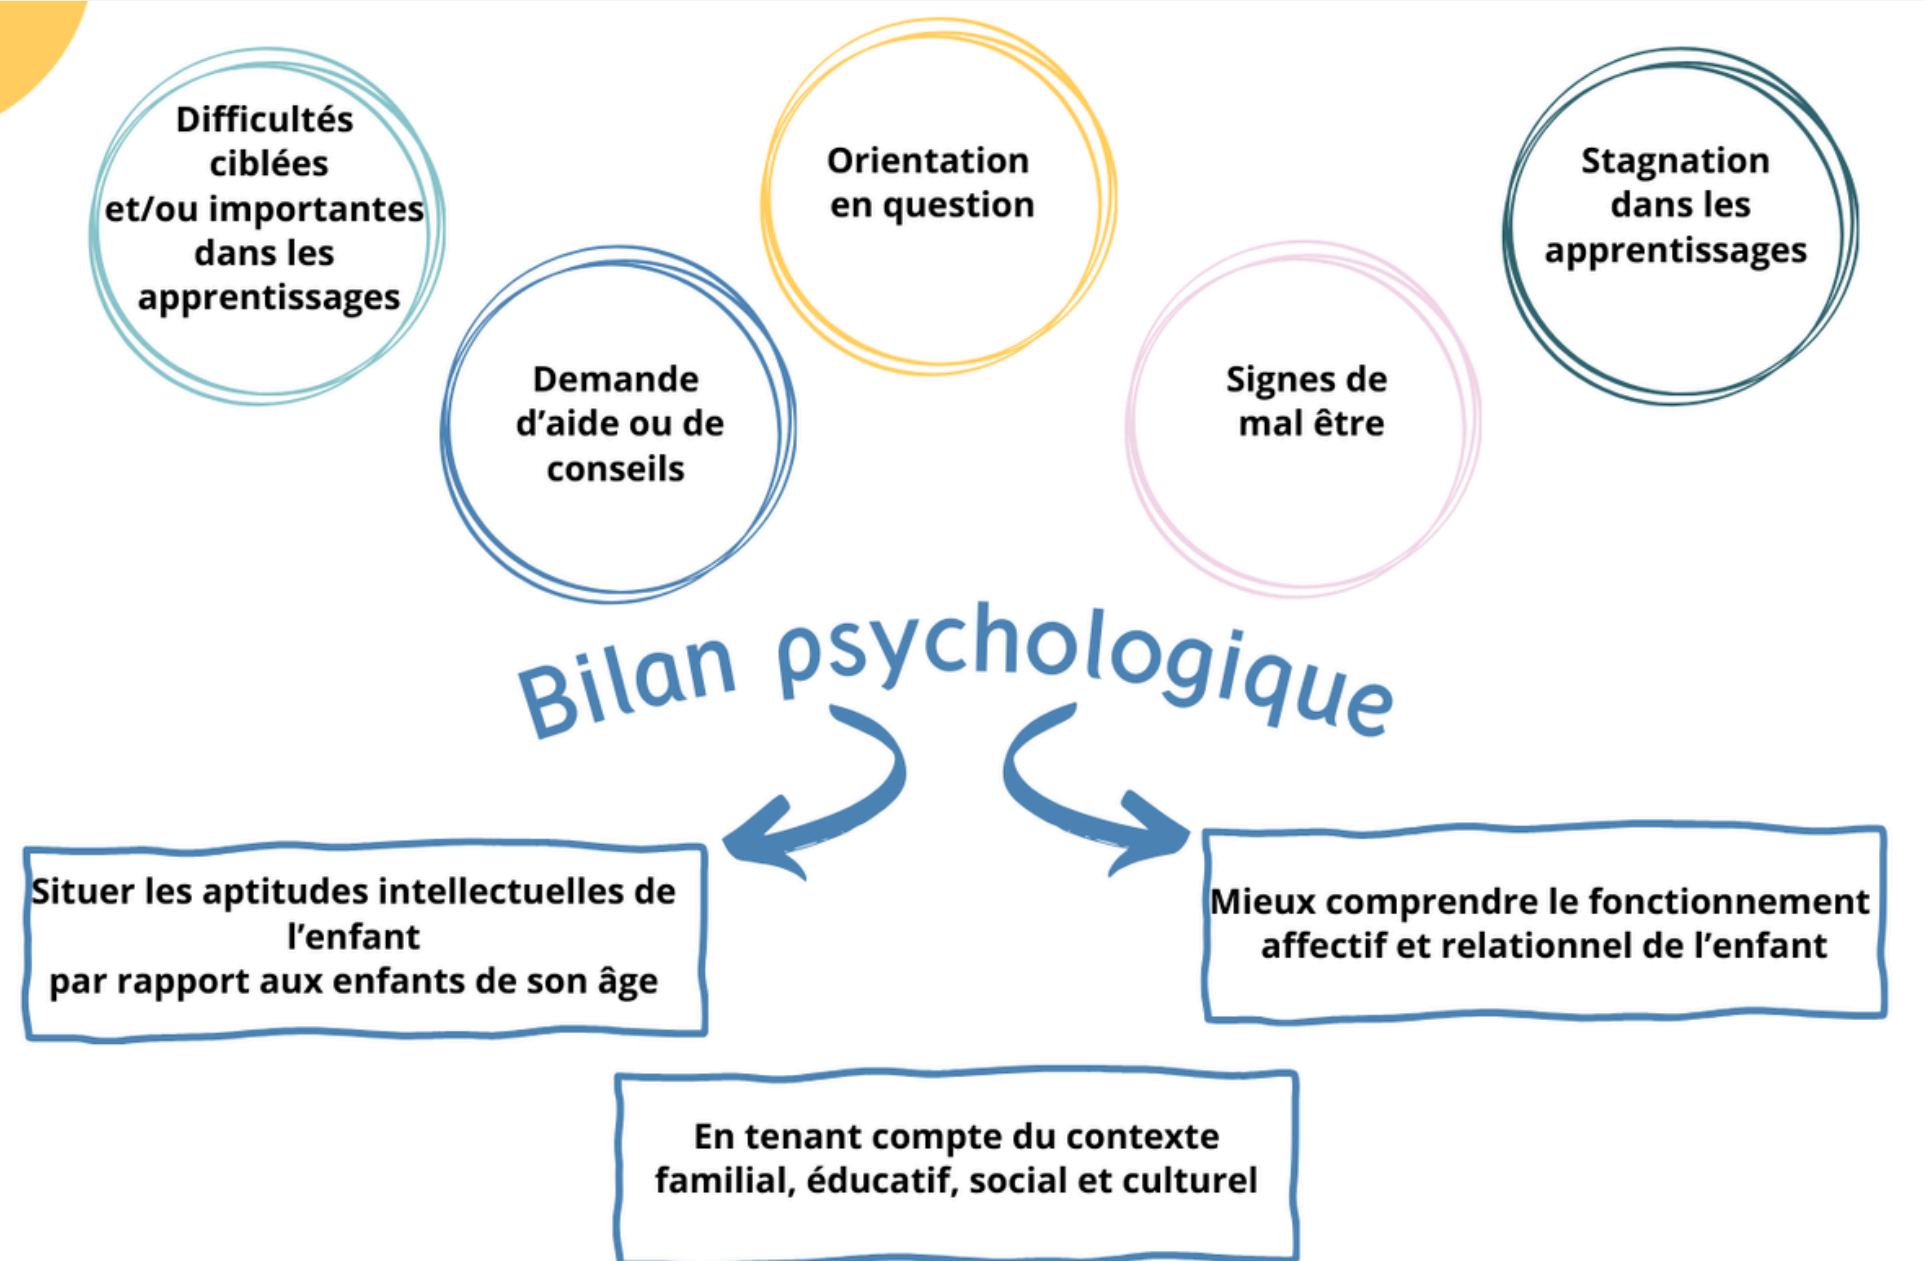 Difficultés
ciblées
et/ou importantes
dans les
apprentissages
Demande
d’aide ou de
conseils
Orientation
en question
Signes de
mal être
Stagnation
dans les
apprentissages
Bilan psychologique
Situer les aptitudes intellectuelles de
l’enfant
par rapport aux enfants de son âge
Mieux comprendre le fonctionnement
affectif et relationnel de l’enfant
En tenant compte du contexte
familial, éducatif, social et culturel